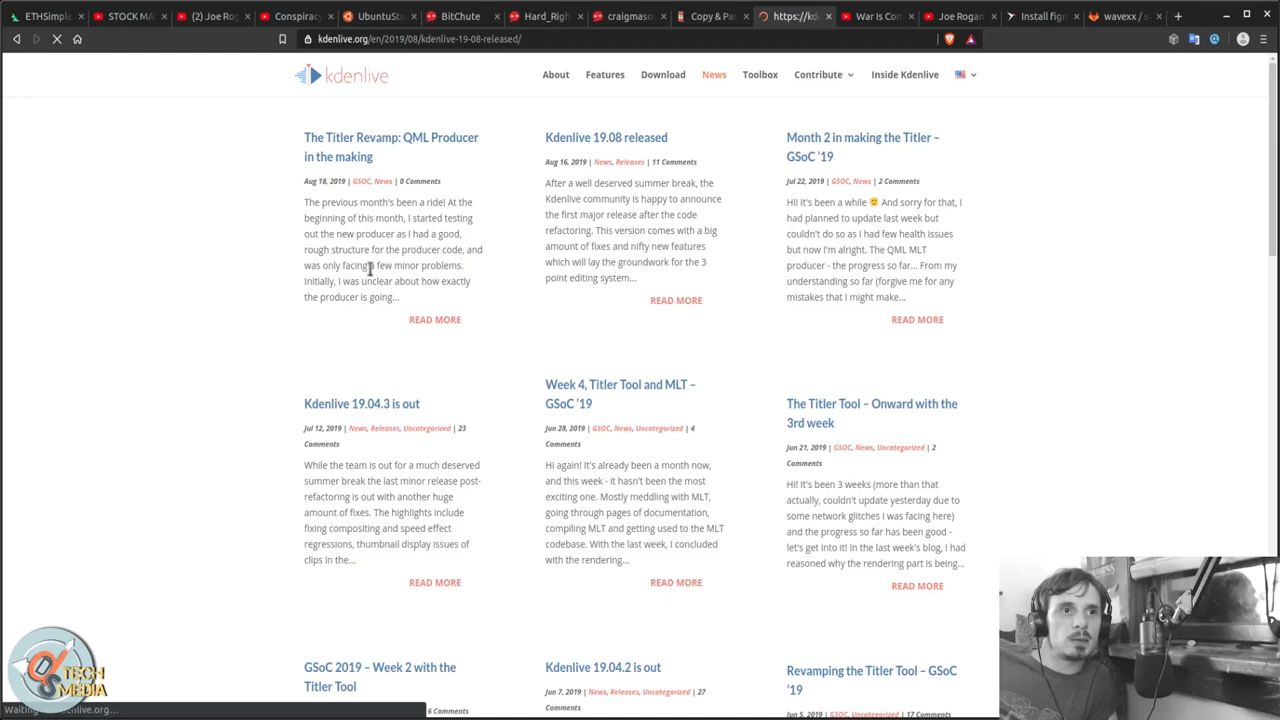 ETHSimple
STOCK MA
(2) Joe Rog
Conspirac
UbuntuStu
BitChute
Hard_Righ
craigmaso
Copy & Pas
https://kde
War Is Com
Joe Rogan
Install fign
wavexx / s
kdenlive.org/en/2019/08/kdenlive-19-08-released/
kdenlive
About
Features
Download
News
Toolbox
Contribute
Inside Kdenlive
The Titler Revamp: QML Producer
in the making
Aug 18, 2019 | GSOC, News | 0 Comments
The previous month's been a ride! At the
beginning of this month, I started testing
out the new producer as I had a good,
rough structure for the producer code, and
was only facing few minor problems.
Initially, I was unclear about how exactly
the producer is going...
READ MORE
Kdenlive 19.08 released
Aug 16, 2019 | News, Releases | 11 Comments
After a well deserved summer break, the
Kdenlive community is happy to announce
the first major release after the code
refactoring. This version comes with a big
amount of fixes and nifty new features
which will lay the groundwork for the 3
point editing system...
READ MORE
Month 2 in making the Titler –
GSoC '19
Jul 22, 2019 | GSOC, News | 2 Comments
Hi! It's been a while 🙂 And sorry for that, I
had planned to update last week but
couldn't do so as I had few health issues
but now I'm alright. The QML MLT
producer - the progress so far... From my
understanding so far (forgive me for any
mistakes that I might make...
READ MORE
Kdenlive 19.04.3 is out
Jul 12, 2019 | News, Releases, Uncategorized | 23
Comments
While the team is out for a much deserved
summer break the last minor release post-
refactoring is out with another huge
amount of fixes. The highlights include
fixing compositing and speed effect
regressions, thumbnail display issues of
clips in the...
READ MORE
Week 4, Titler Tool and MLT –
GSoC '19
Jun 28, 2019 | GSOC, News, Uncategorized | 4
Comments
Hi again! It's already been a month now,
and this week - it hasn't been the most
exciting one. Mostly meddling with MLT,
going through pages of documentation,
compiling MLT and getting used to the MLT
codebase. With the last week, I concluded
with the rendering...
READ MORE
The Titler Tool – Onward with the
3rd week
Jun 21, 2019 | GSOC, News, Uncategorized | 2
Comments
Hi! It's been 3 weeks (more than that
actually, couldn't update yesterday due to
some network glitches I was facing here)
and the progress so far has been good -
let's get into it! In the last week's blog, I had
reasoned why the rendering part is being...
READ MORE
GSoC 2019 – Week 2 with the
Titler Tool
6 Comments
Kdenlive 19.04.2 is out
Jun 7, 2019 | News, Releases, Uncategorized | 27
Comments
Revamping the Titler Tool – GSoC
'19
Jun 5, 2019 | GSOC, Uncategorized | 17 Comments
TECH
MEDIA